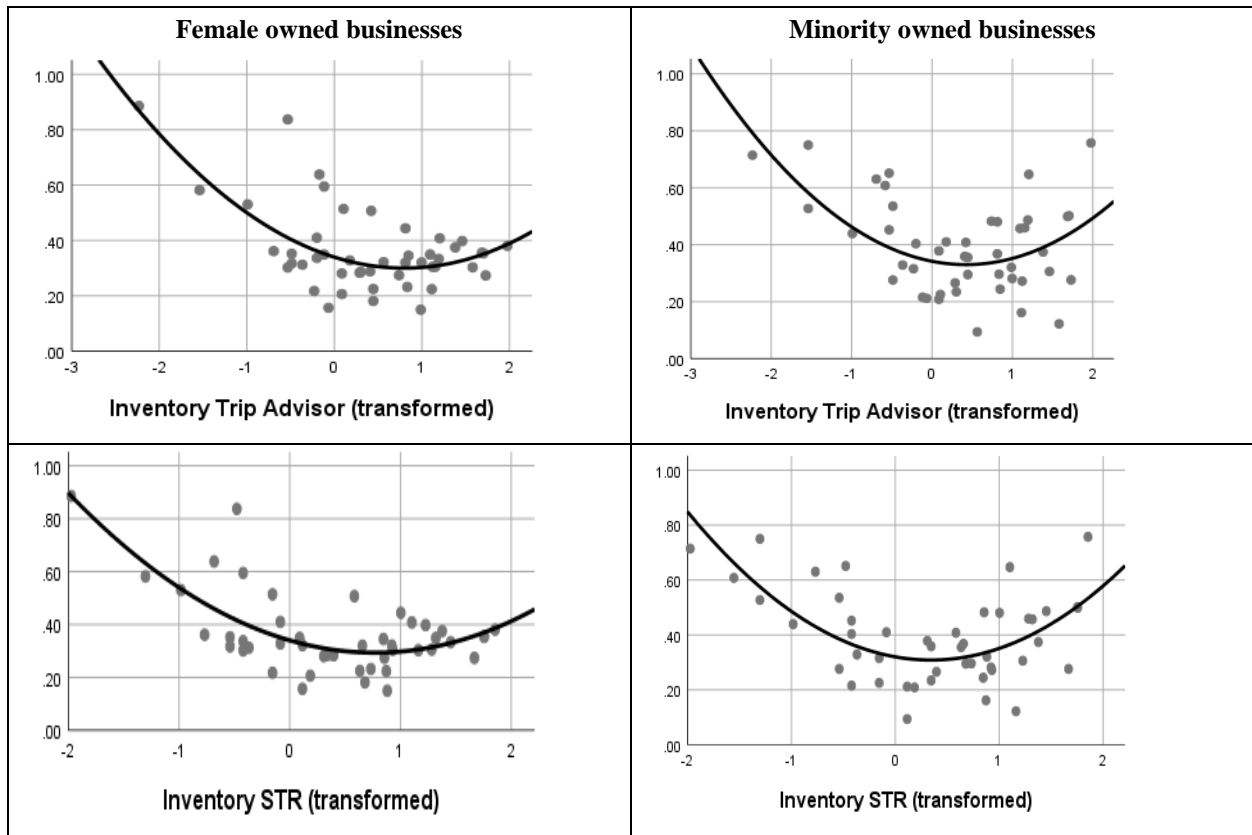 Female owned businesses
Minority owned businesses
1.00
.80
.60
.40
.20
.00
-3 -2 -1 0 1 2
Inventory Trip Advisor (transformed)
1.00
.80
.60
.40
.20
.00
-3 -2 -1 0 1 2
Inventory Trip Advisor (transformed)
1.00
.80
.60
.40
.20
.00
-2 -1 0 1 2
Inventory STR (transformed)
1.00
.80
.60
.40
.20
.00
-2 -1 0 1 2
Inventory STR (transformed)